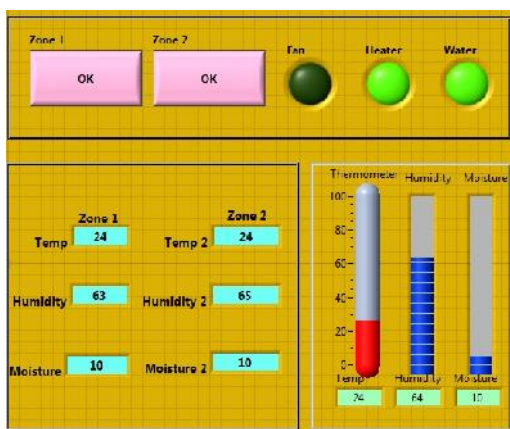 Zone 1 Zone 2 Fan Heater Water
OK OK
Zone 1 Zone 2
Temp 24 Temp 2 24
Humidity 63 Humidity 2 65
Moisture 10 Moisture 2 10
Thermometer Humidity Moisture
100
80
60
40
20
0
Temp Humidity Moisture
24 64 10